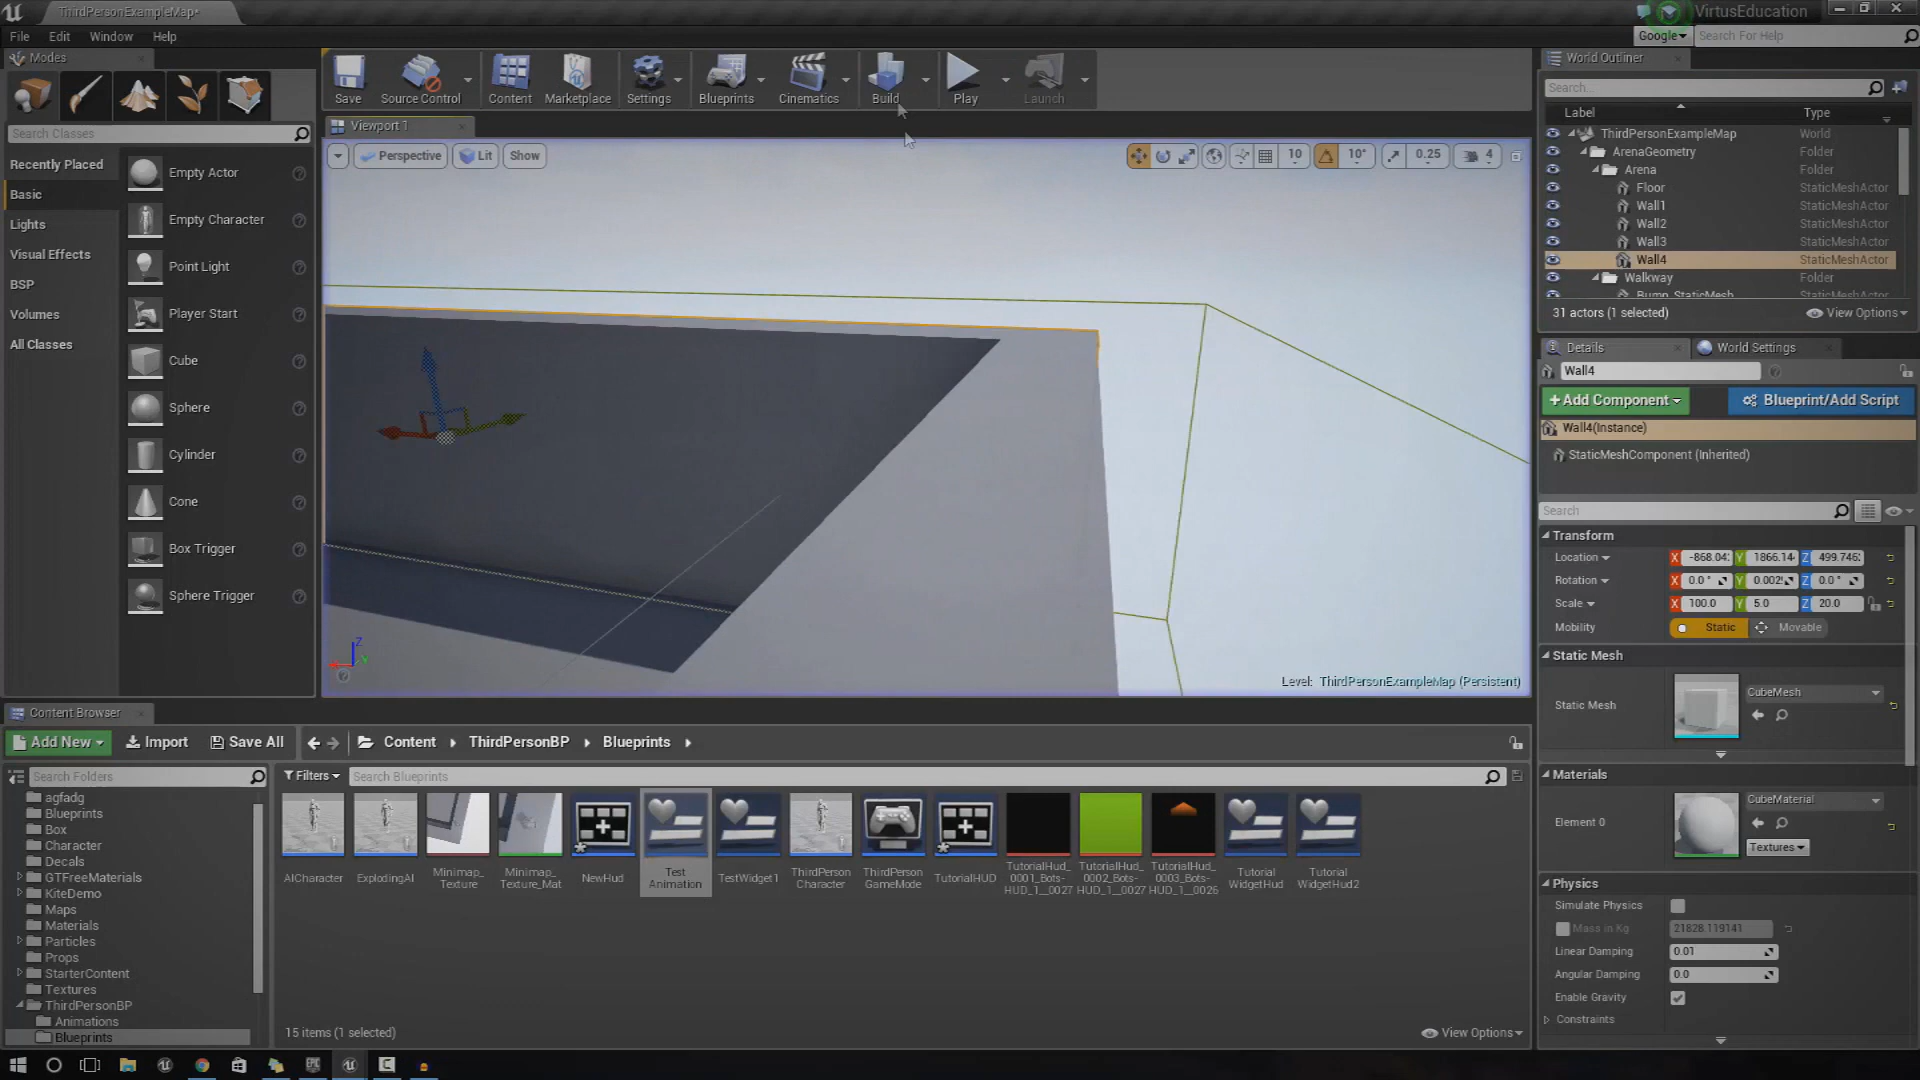 ThirdPersonExampleMap*
VirtusEducation
File Edit Window Help
Google Search For Help
Modes
Search Classes
Recently Placed
Basic
Lights
Visual Effects
BSP
Volumes
All Classes
Empty Actor
Empty Character
Point Light
Player Start
Cube
Sphere
Cylinder
Cone
Box Trigger
Sphere Trigger
Save Source Control Content Marketplace Settings Blueprints Cinematics Build Play Launch
Viewport 1
Perspective Lit Show 10 10° 0.25 4
Level: ThirdPersonExampleMap (Persistent)
World Outliner
Search...
Label Type
ThirdPersonExampleMap World
ArenaGeometry Folder
Arena Folder
Floor StaticMeshActor
Wall1 StaticMeshActor
Wall2 StaticMeshActor
Wall3 StaticMeshActor
Wall4 StaticMeshActor
Walkway Folder
Bump_StaticMesh StaticMeshActor
31 actors (1 selected) View Options
Details World Settings
Wall4
+Add Component Blueprint/Add Script
Wall4(Instance)
StaticMeshComponent (Inherited)
Search
Transform
Location X -868.04 Y 1866.14 Z 499.746
Rotation X 0.0 ° Y 0.002 Z 0.0 °
Scale X 100.0 Y 5.0 Z 20.0
Mobility Static Movable
Static Mesh
Static Mesh CubeMesh
Materials
Element 0 CubeMaterial
Textures
Physics
Simulate Physics
Mass in Kg 21828.119141
Linear Damping 0.01
Angular Damping 0.0
Enable Gravity
Constraints
Content Browser
Add New Import Save All Content ThirdPersonBP Blueprints
Search Folders
Filters Search Blueprints
agfadg
Blueprints
Box
Character
Decals
GTFreeMaterials
KiteDemo
Maps
Materials
Particles
Props
StarterContent
Textures
ThirdPersonBP
Animations
Blueprints
AICharacter
ExplodingAI
Minimap_
Texture
Minimap_
Texture_Mat
NewHud
Test
Animation
TestWidget1
ThirdPerson
Character
ThirdPerson
GameMode
TutorialHUD
TutorialHud_
0001_Bots-
HUD_1__0027
TutorialHud_
0002_Bots-
HUD_1__0027
TutorialHud_
0003_Bots-
HUD_1__0026
Tutorial
WidgetHud
Tutorial
WidgetHud2
15 items (1 selected) View Options